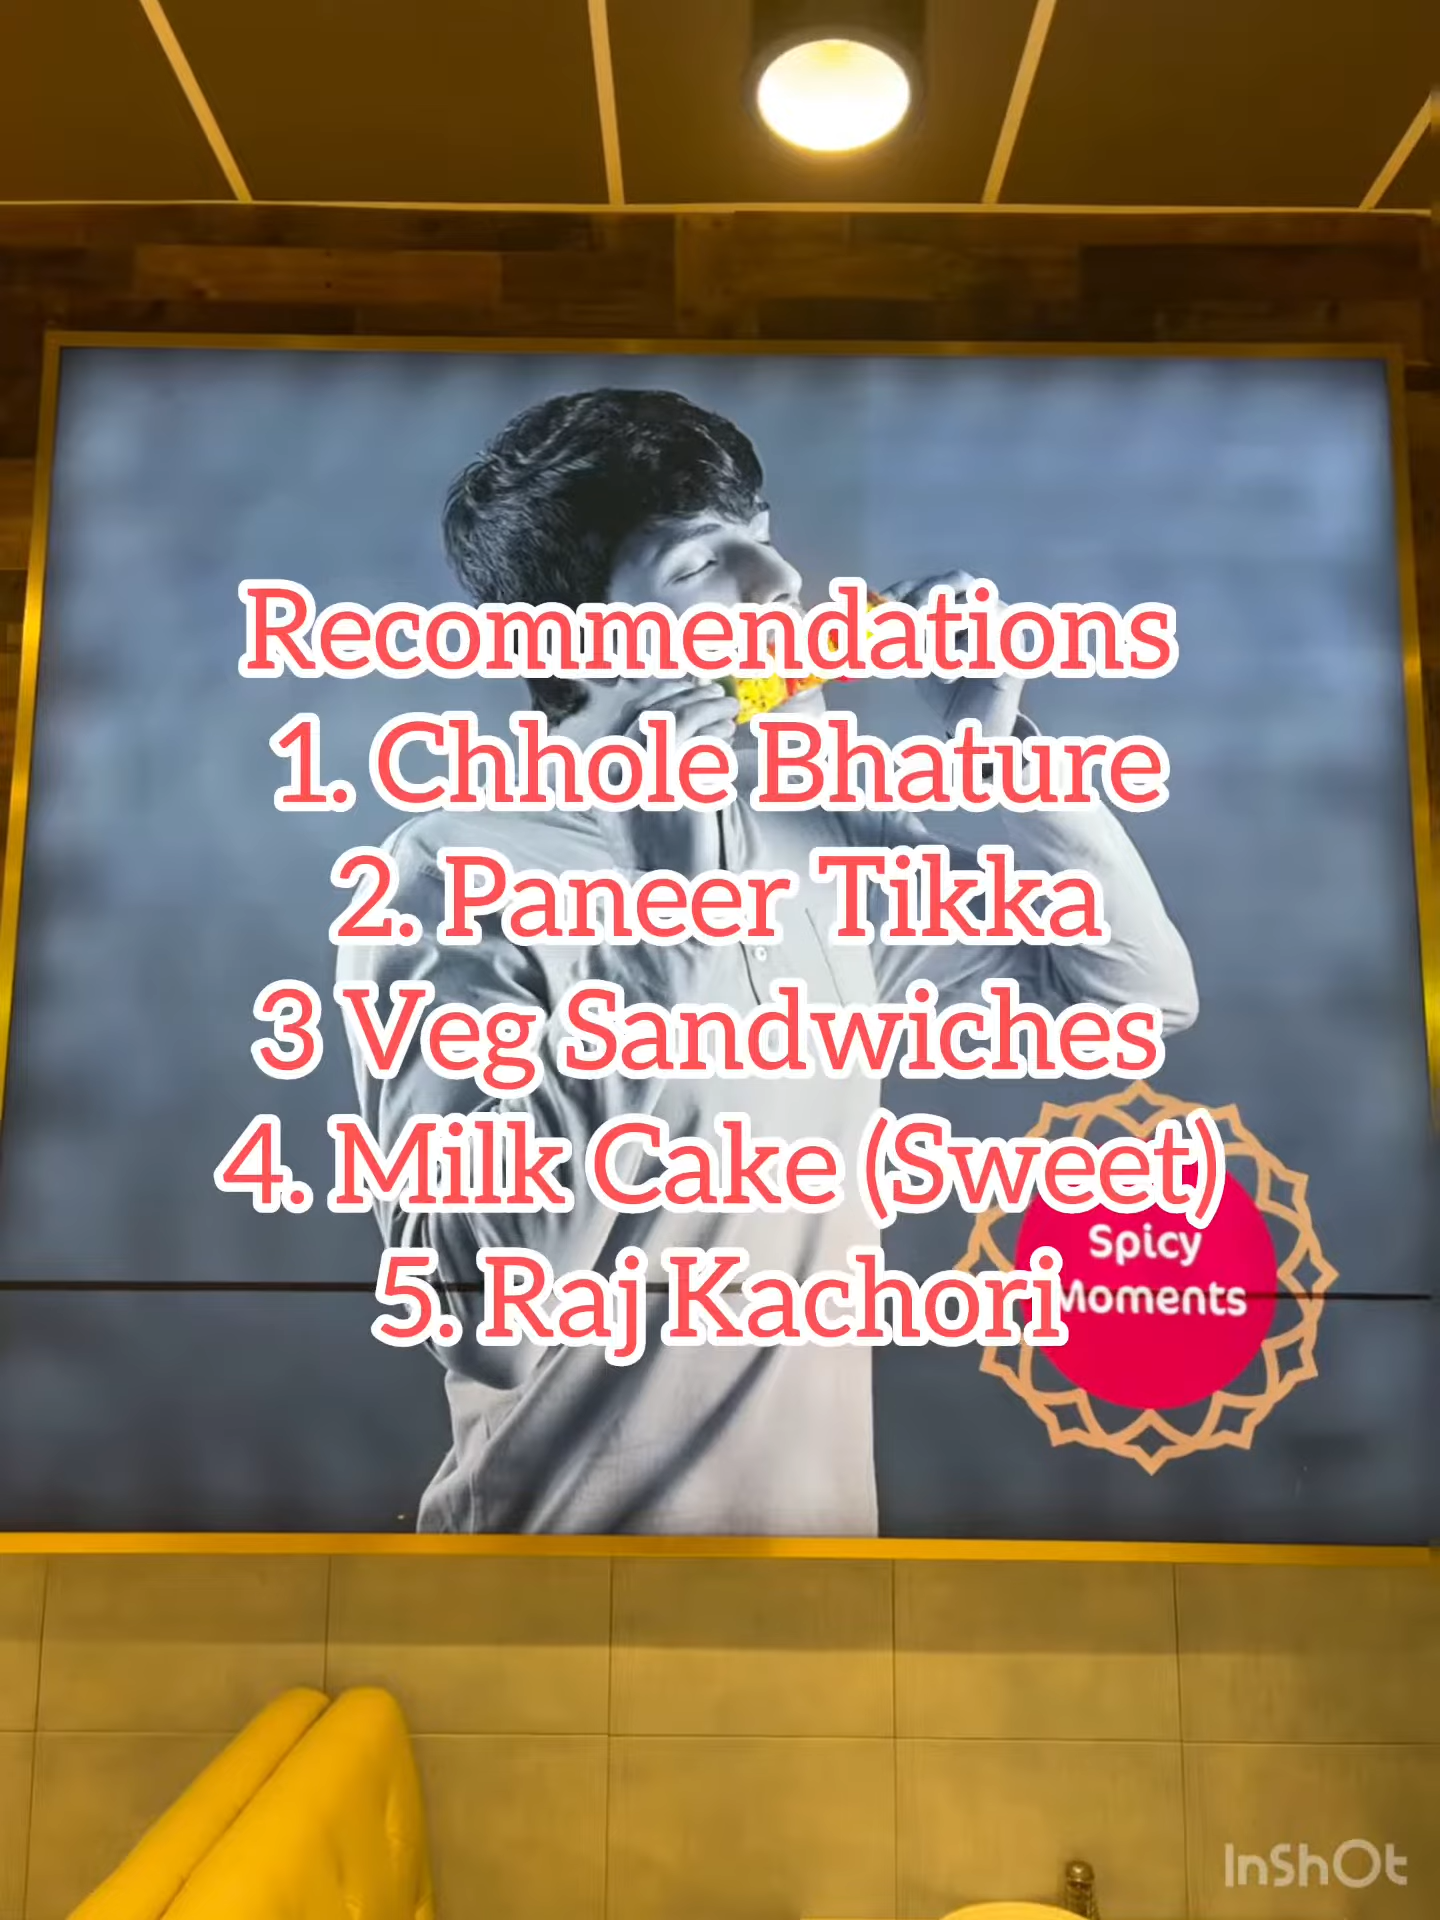 Recommendations
1. Chhole Bhature
2. Paneer Tikka
3 Veg Sandwiches
4. Milk Cake (Sweet)
5. Raj Kachori
Spicy
Moments
InShOt